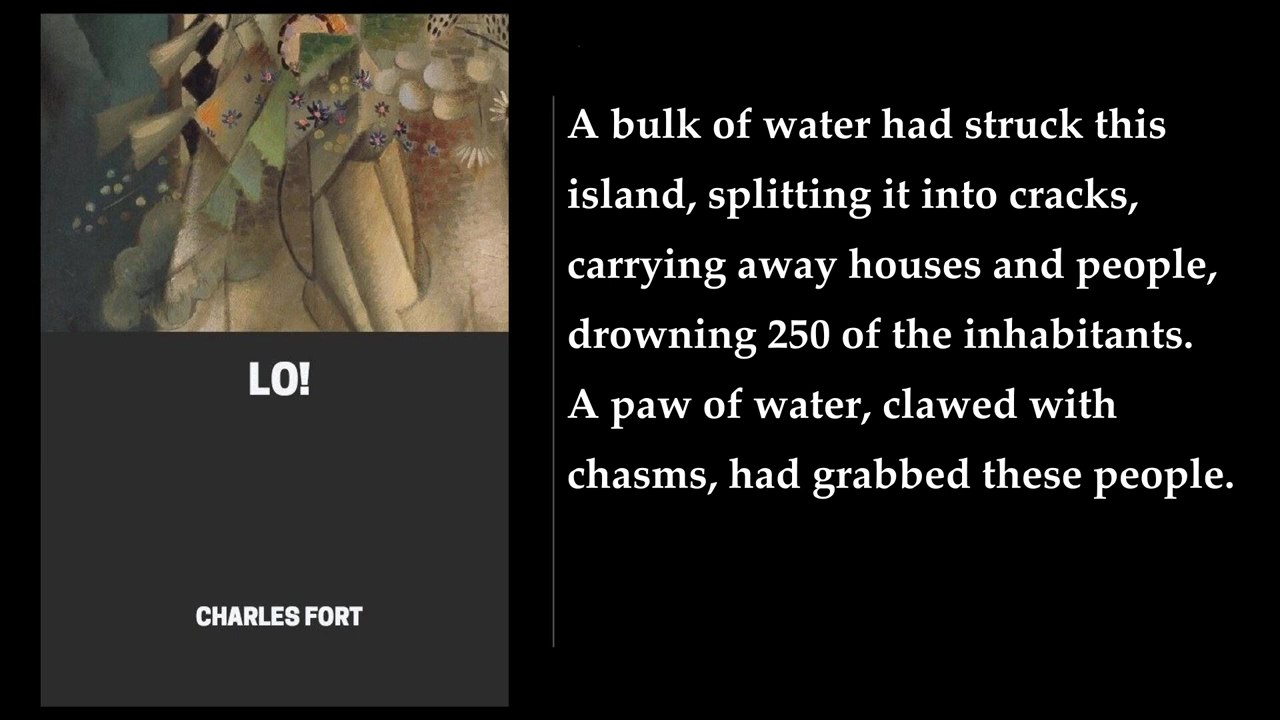 LO!
CHARLES FORT
A bulk of water had struck this
island, splitting it into cracks,
carrying away houses and people,
drowning 250 of the inhabitants.
A paw of water, clawed with
chasms, had grabbed these people.